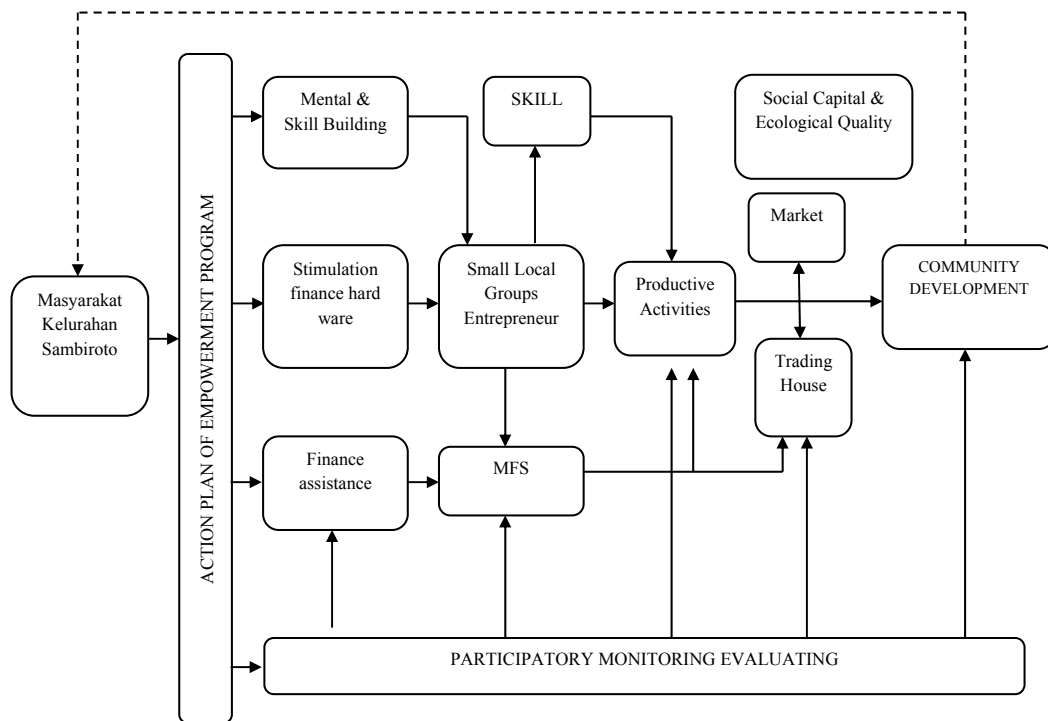 Mental &
Skill Building
SKILL
Social Capital &
Ecological Quality
Market
Masyarakat
Kelurahan
Sambiroto
ACTION PLAN OF EMPOWERMENT PROGRAM
Stimulation
finance hard
ware
Small Local
Groups
Entrepreneur
Productive
Activities
COMMUNITY
DEVELOPMENT
Trading
House
Finance
assistance
MFS
PARTICIPATORY MONITORING EVALUATING